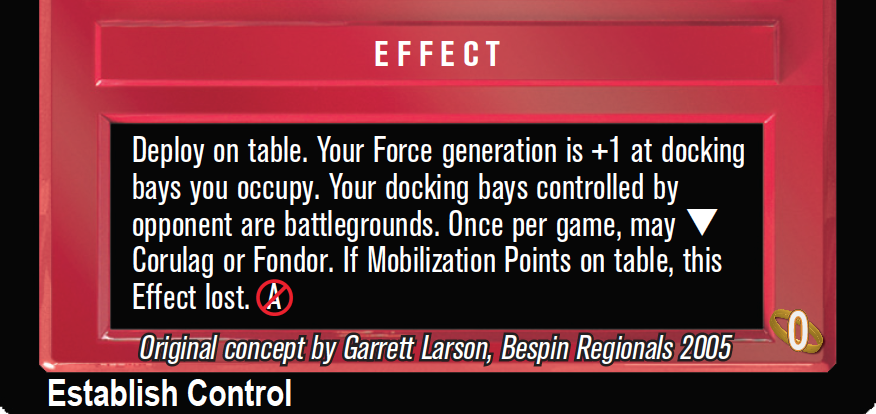 EFFECT
Deploy on table. Your Force generation is +1 at docking
bays you occupy. Your docking bays controlled by
opponent are battlegrounds. Once per game, may ▼
Corulag or Fondor. If Mobilization Points on table, this
Effect lost. A
0
Original concept by Garrett Larson, Bespin Regionals 2005
Establish Control